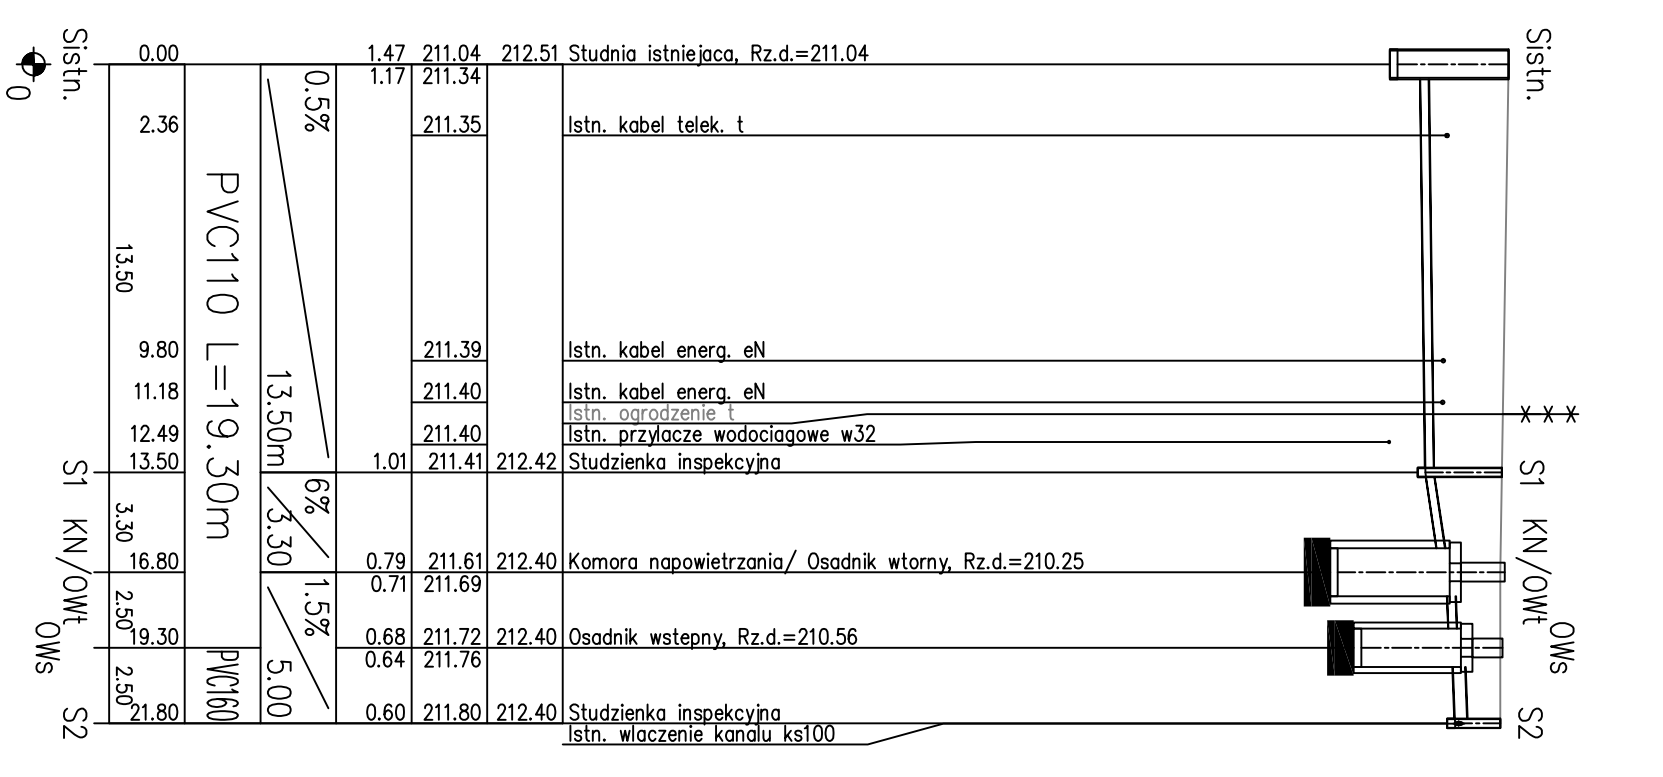 Sistn.
0
0.00 1.47 211.04 212.51 Studnia istniejaca, Rz.d.=211.04
Sistn.
0.5% 1.17 211.34
2.36 211.35 Istn. kabel telek. t
13.50
PVC110 L=19.30m
9.80 211.39 Istn. kabel energ. eN
13.50m
11.18 211.40 Istn. kabel energ. eN
Istn. ogrodzenie t
12.49 211.40 Istn. przylacze wodociagowe w32
S1 13.50 1.01 211.41 212.42 Studzienka inspekcyjna S1
6%
3.30 3.30
KN/OWt 16.80 0.79 211.61 212.40 Komora napowietrzania/ Osadnik wtorny, Rz.d.=210.25 KN/OWt
1.5% 0.71 211.69
2.50
OWs 19.30 0.68 211.72 212.40 Osadnik wstepny, Rz.d.=210.56 OWs
0.64 211.76
2.50 PVC160 5.00
S2 21.80 0.60 211.80 212.40 Studzienka inspekcyjna S2
Istn. wlaczenie kanalu ks100